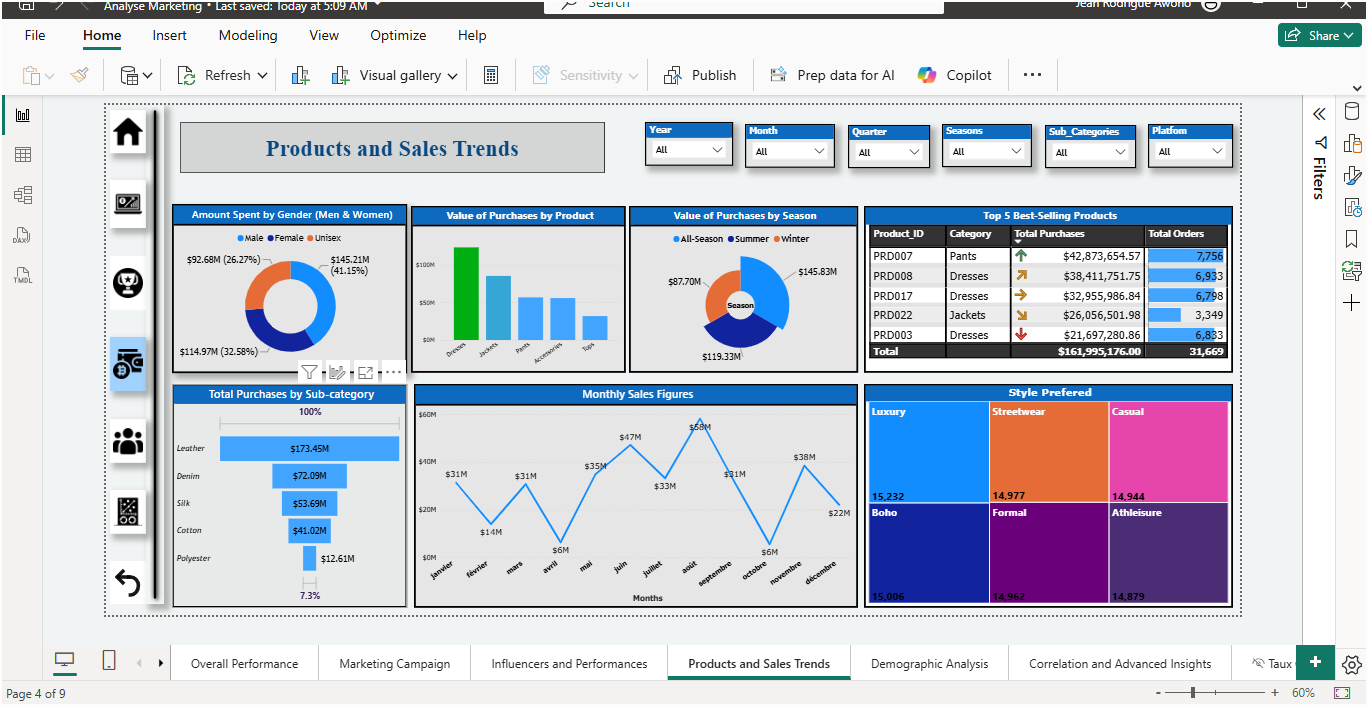 Analyse Marketing • Last saved: Today at 5:09 AM
Search
Jean Rodrigue Awono
File Home Insert Modeling View Optimize Help
Share
Refresh
Visual gallery
Sensitivity
Publish
Prep data for AI
Copilot
Products and Sales Trends
Year
All
Month
All
Quarter
All
Seasons
All
Sub_Categories
All
Platfom
All
Filters
DAX
TMDL
Amount Spent by Gender (Men & Women)
Male Female Unisex
$92.68M (26.27%)
$145.21M
(41.15%)
$114.97M (32.58%)
Value of Purchases by Product
$100M
$50M
$0M
Dresses
Jackets
Pants
Accessories
Tops
Value of Purchases by Season
All-Season Summer Winter
$87.70M
$145.83M
Season
$119.33M
Top 5 Best-Selling Products
Product_ID Category Total Purchases Total Orders
PRD007 Pants $42,873,654.57 7,756
PRD008 Dresses $38,411,751.75 6,933
PRD017 Dresses $32,955,986.84 6,798
PRD022 Jackets $26,056,501.98 3,349
PRD003 Dresses $21,697,280.86 6,833
Total $161,995,176.00 31,669
Total Purchases by Sub-category
100%
Leather $173.45M
Denim $72.09M
Silk $53.69M
Cotton $41.02M
Polyester $12.61M
7.3%
Monthly Sales Figures
$60M
$40M
$20M
$0M
$31M
$14M
$31M
$6M
$35M
$47M
$33M
$58M
$31M
$6M
$38M
$22M
janvier
février
mars
avril
mai
juin
juillet
août
septembre
octobre
novembre
décembre
Months
Style Prefered
Luxury
15,232
Streetwear
14,977
Casual
14,944
Boho
15,006
Formal
14,962
Athleisure
14,879
Overall Performance
Marketing Campaign
Influencers and Performances
Products and Sales Trends
Demographic Analysis
Correlation and Advanced Insights
Taux
Page 4 of 9
- + 60%